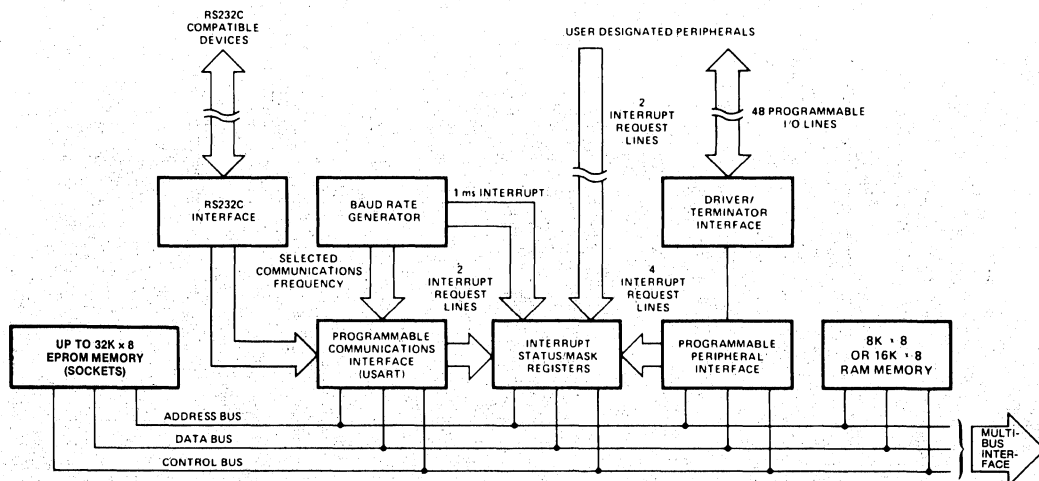 RS232C
COMPATIBLE
DEVICES
USER DESIGNATED PERIPHERALS
2
INTERRUPT
REQUEST
LINES
48 PROGRAMMABLE
I/O LINES
RS232C
INTERFACE
BAUD RATE
GENERATOR
1 ms INTERRUPT
DRIVER/
TERMINATOR
INTERFACE
SELECTED
COMMUNICATIONS
FREQUENCY
2
INTERRUPT
REQUEST
LINES
4
INTERRUPT
REQUEST
LINES
UP TO 32K x 8
EPROM MEMORY
(SOCKETS)
PROGRAMMABLE
COMMUNICATIONS
INTERFACE
(USART)
INTERRUPT
STATUS/MASK
REGISTERS
PROGRAMMABLE
PERIPHERAL
INTERFACE
8K x 8
OR 16K x 8
RAM MEMORY
ADDRESS BUS
DATA BUS
CONTROL BUS
MULTI-
BUS
INTER-
FACE